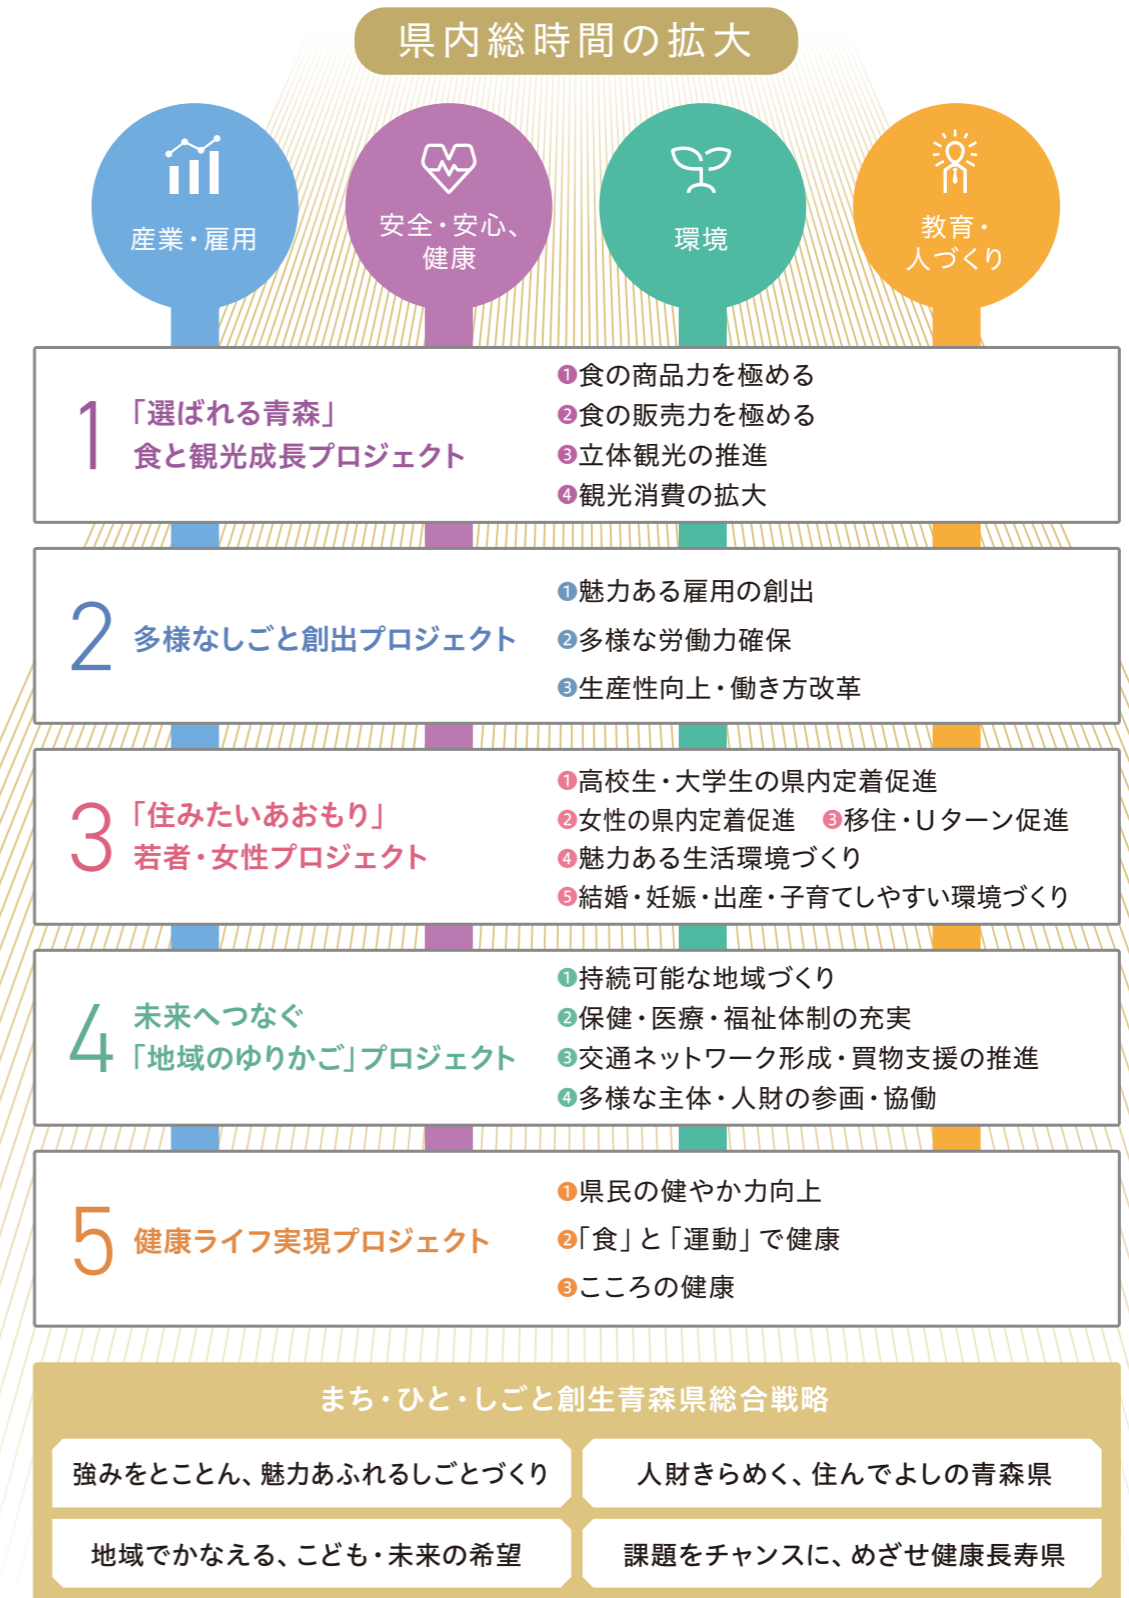 県内総時間の拡大
産業・雇用
安全・安心、
健康
環境
教育・
人づくり
1
「選ばれる青森」
食と観光成長プロジェクト
❶食の商品力を極める
❷食の販売力を極める
❸立体観光の推進
❹観光消費の拡大
2
多様なしごと創出プロジェクト
❶魅力ある雇用の創出
❷多様な労働力確保
❸生産性向上・働き方改革
3
「住みたいあおもり」
若者・女性プロジェクト
❶高校生・大学生の県内定着促進
❷女性の県内定着促進 ❸移住・Uターン促進
❹魅力ある生活環境づくり
❺結婚・妊娠・出産・子育てしやすい環境づくり
4
未来へつなぐ
「地域のゆりかご」プロジェクト
❶持続可能な地域づくり
❷保健・医療・福祉体制の充実
❸交通ネットワーク形成・買物支援の推進
❹多様な主体・人財の参画・協働
5
健康ライフ実現プロジェクト
❶県民の健やか力向上
❷「食」と「運動」で健康
❸こころの健康
まち・ひと・しごと創生青森県総合戦略
強みをとことん、魅力あふれるしごとづくり
人財きらめく、住んでよしの青森県
地域でかなえる、こども・未来の希望
課題をチャンスに、めざせ健康長寿県